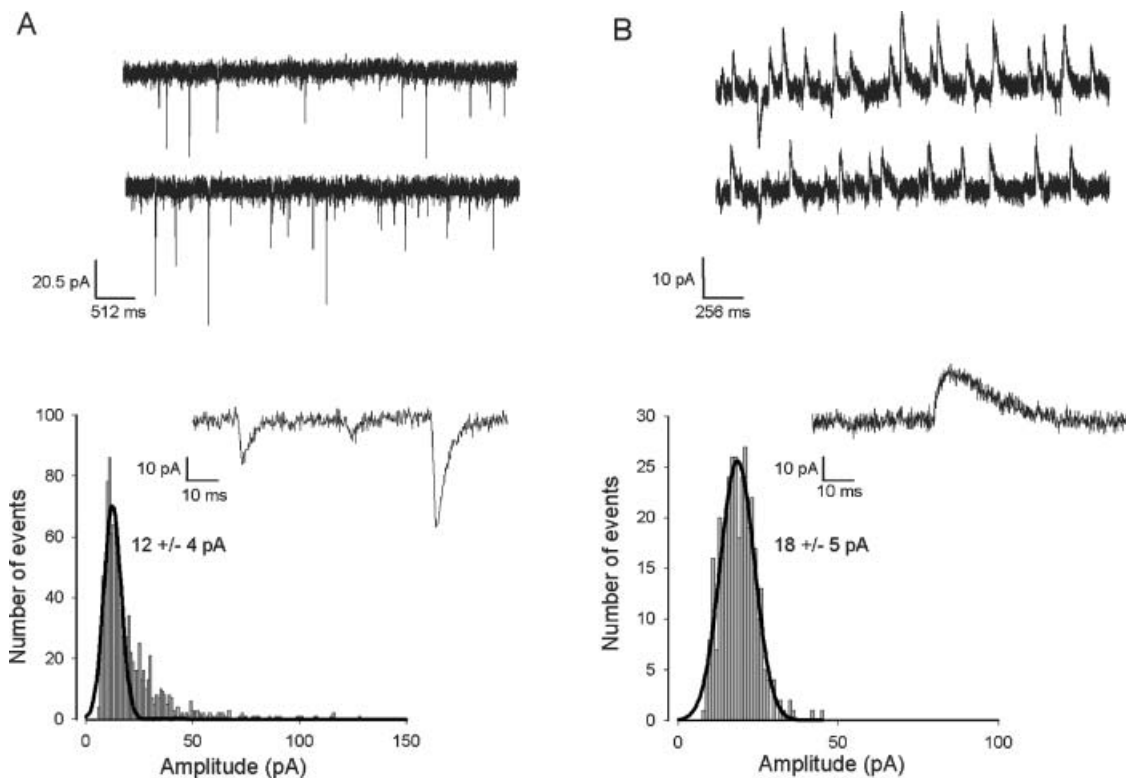 A
20.5 pA
512 ms
100
80
60
40
20
0
Number of events
10 pA
10 ms
12 +/- 4 pA
0
50
100
150
Amplitude (pA)
B
10 pA
256 ms
30
25
20
15
10
5
0
Number of events
10 pA
10 ms
18 +/- 5 pA
0
50
100
Amplitude (pA)